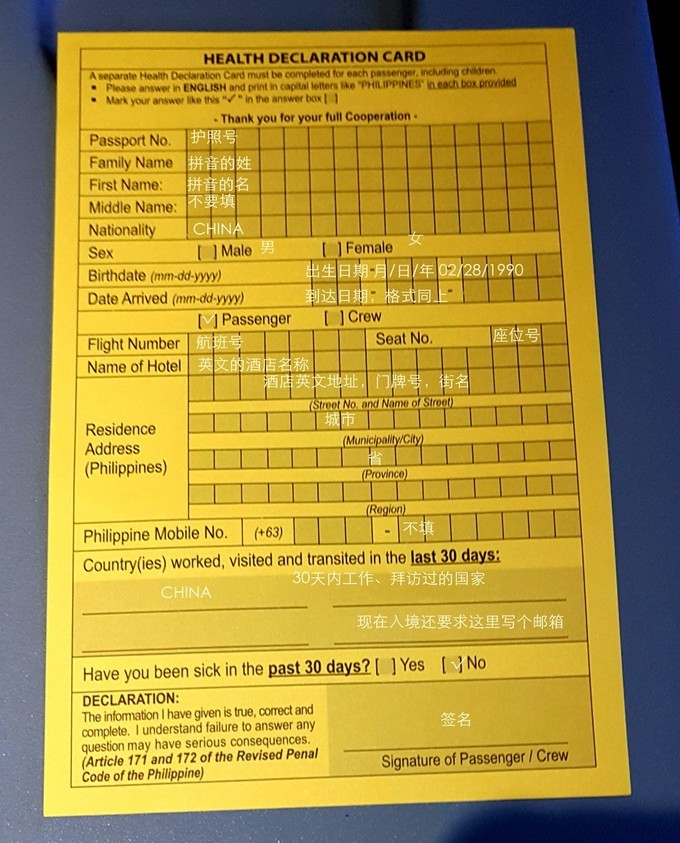 HEALTH DECLARATION CARD
A separate Health Declaration Card must be completed for each passenger, including children.
▪ Please answer in ENGLISH and print in capital letters like "PHILIPPINES" in each box provided
▪ Mark your answer like this "✓" in the answer box [ ]
- Thank you for your full Cooperation -
Passport No. 护照号
Family Name 拼音的姓
First Name: 拼音的名
Middle Name: 不要填
Nationality CHINA
Sex [ ] Male 男 [ ] Female 女
Birthdate (mm-dd-yyyy) 出生日期 月/日/年 02/28/1990
Date Arrived (mm-dd-yyyy) 到达日期,"格式同上"
[✓] Passenger [ ] Crew
Flight Number 航班号 Seat No. 座位号
Name of Hotel 英文的酒店名称
酒店英文地址，门牌号，街名
(Street No. and Name of Street)
城市
(Municipality/City)
省
(Province)
Residence Address (Philippines)
(Region)
Philippine Mobile No. (+63) - 不填
Country(ies) worked, visited and transited in the last 30 days:
30天内工作、拜访过的国家
CHINA
现在入境还要求这里写个邮箱
Have you been sick in the past 30 days? [ ] Yes [✓] No
DECLARATION:
The information I have given is true, correct and
complete. I understand failure to answer any
question may have serious consequences.
(Article 171 and 172 of the Revised Penal
Code of the Philippine)
签名
Signature of Passenger / Crew